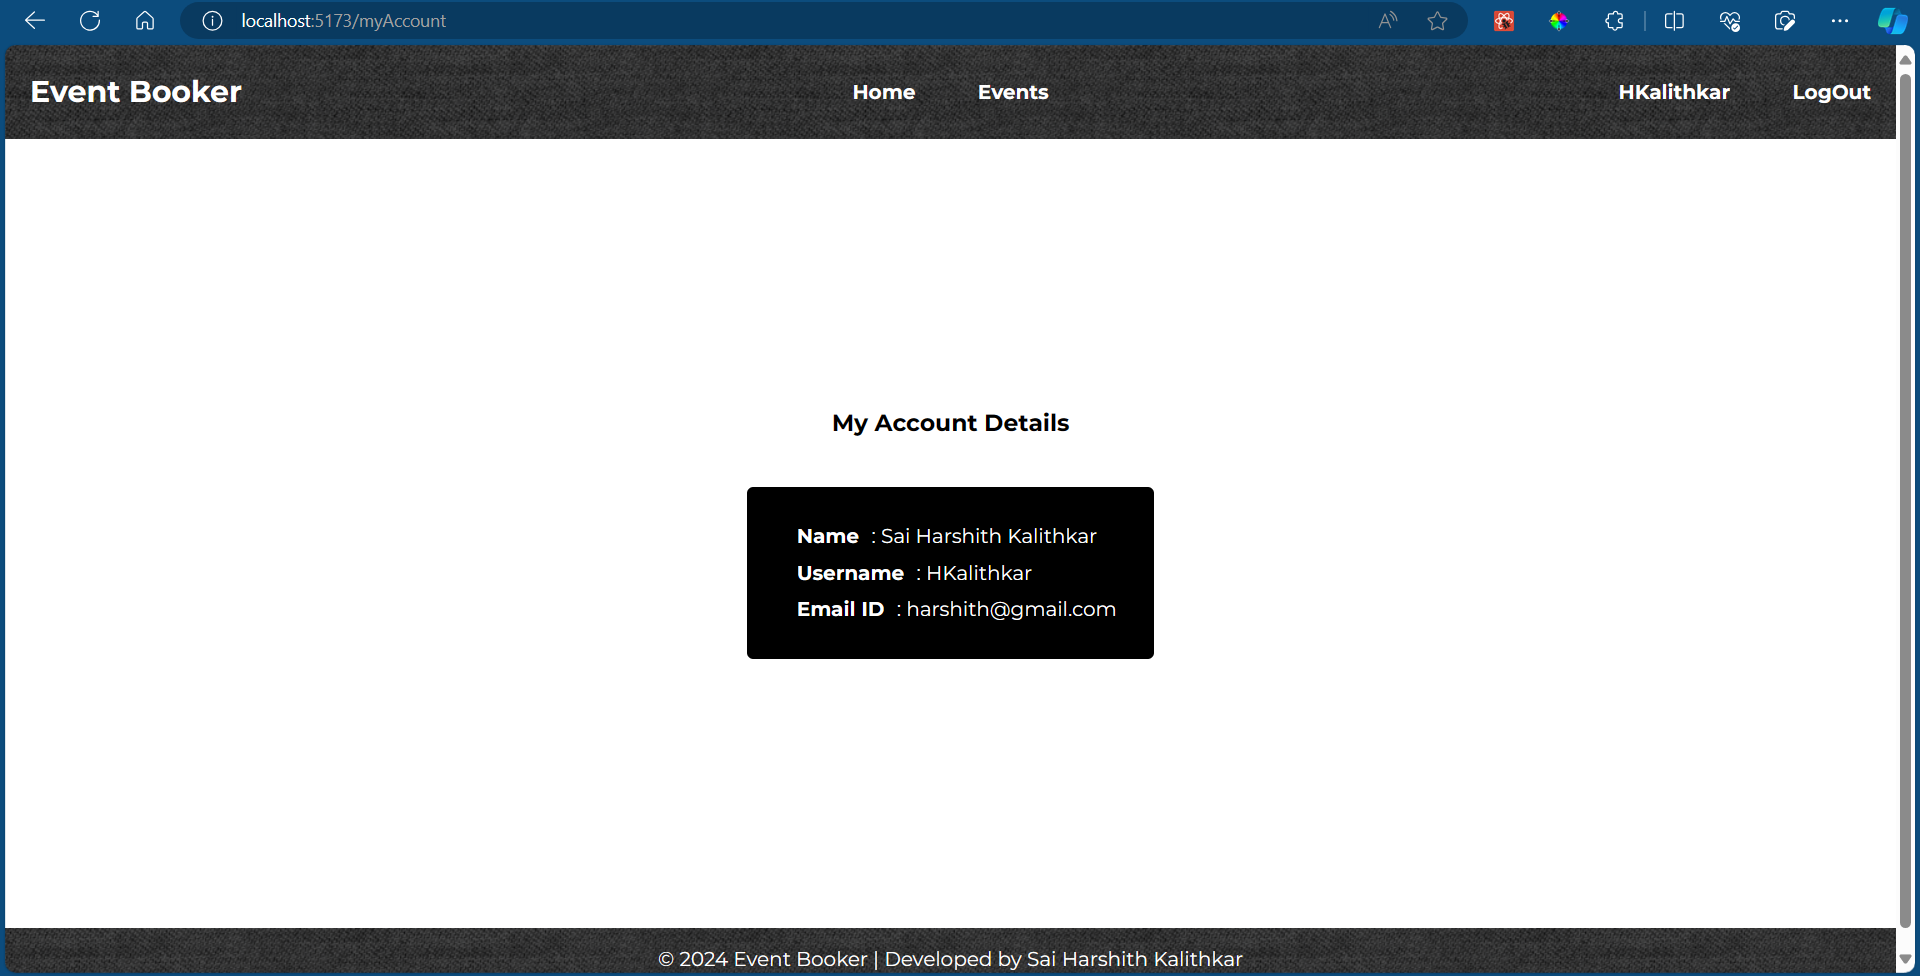 localhost:5173/myAccount
Event Booker Home Events HKalithkar LogOut
My Account Details
Name : Sai Harshith Kalithkar
Username : HKalithkar
Email ID : harshith@gmail.com
© 2024 Event Booker | Developed by Sai Harshith Kalithkar